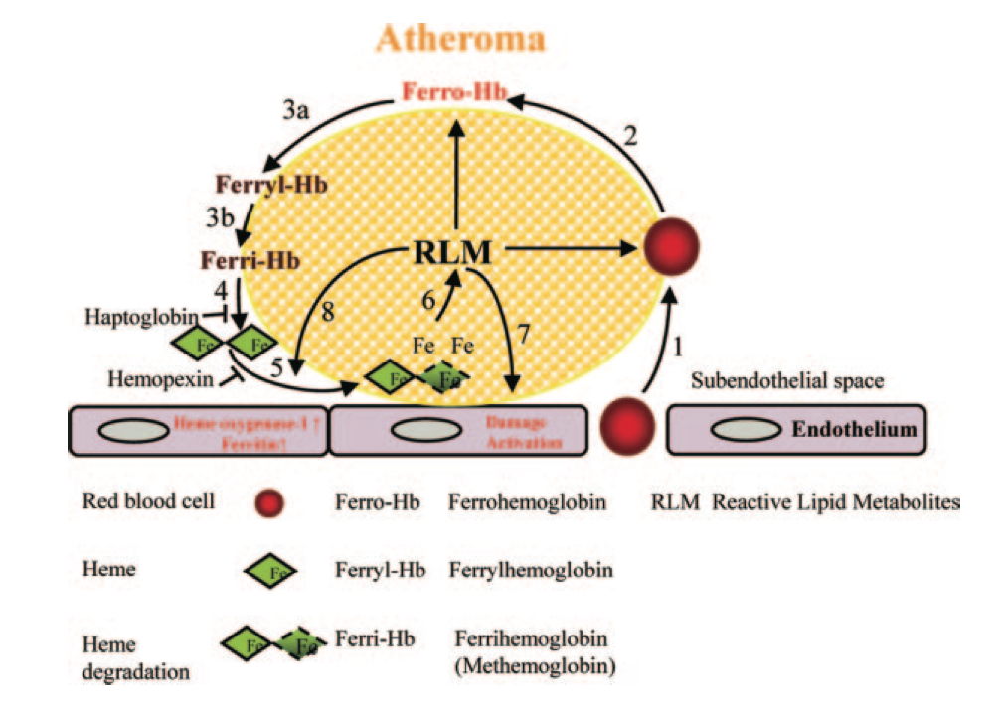 Atheroma
Ferro-Hb
3a
2
Ferryl-Hb
3b
Ferri-Hb
RLM
4
Haptoglobin
6
8
7
Fe Fe
Fe Fe
1
Hemopexin
5
Fe Fe
Subendothelial space
Heme oxygenase-1 ↑
Ferritin↑
Damage
Activation
Endothelium
Red blood cell
Ferro-Hb Ferrohemoglobin
RLM Reactive Lipid Metabolites
Heme
Fe
Ferryl-Hb Ferrylhemoglobin
Heme
degradation
Fe Fe
Ferri-Hb Ferrihemoglobin
(Methemoglobin)